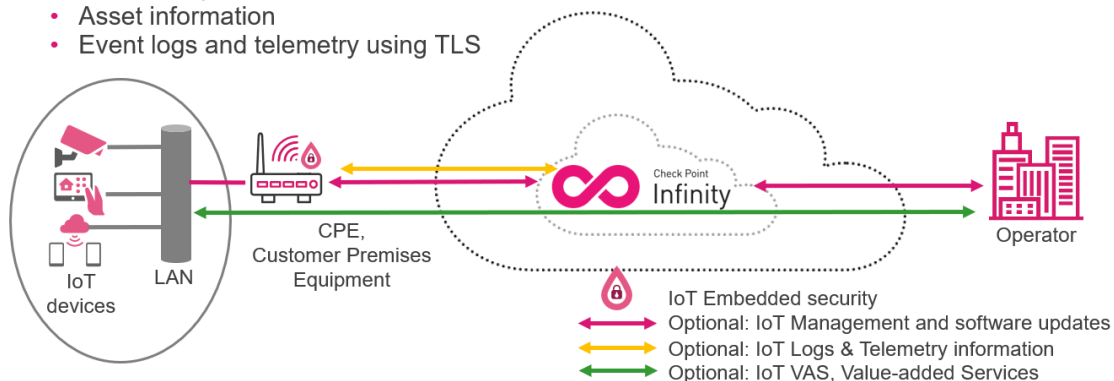 • Asset information
• Event logs and telemetry using TLS
Check Point
Infinity
IoT
devices
LAN
CPE,
Customer Premises
Equipment
Operator
IoT Embedded security
Optional: IoT Management and software updates
Optional: IoT Logs & Telemetry information
Optional: IoT VAS, Value-added Services